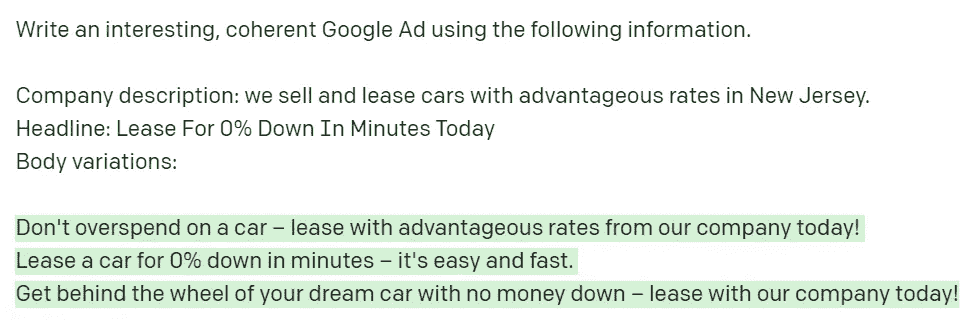 Write an interesting, coherent Google Ad using the following information.
Company description: we sell and lease cars with advantageous rates in New Jersey.
Headline: Lease For 0% Down In Minutes Today
Body variations:
Don't overspend on a car – lease with advantageous rates from our company today!
Lease a car for 0% down in minutes – it's easy and fast.
Get behind the wheel of your dream car with no money down – lease with our company today!